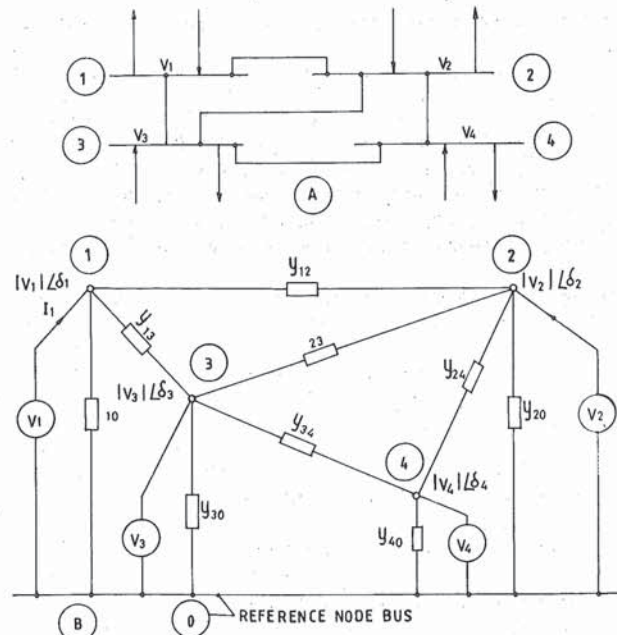 1 V1 V2 2
3 V3 V4 4
A
1 2
|V1|∠δ1 y12 |V2|∠δ2
I1
y13 23 y24
3
|V3|∠δ3
V1 10 y34 y20 V2
4
|V4|∠δ4
V3 y30 y40 V4
B 0 REFERENCE NODE BUS